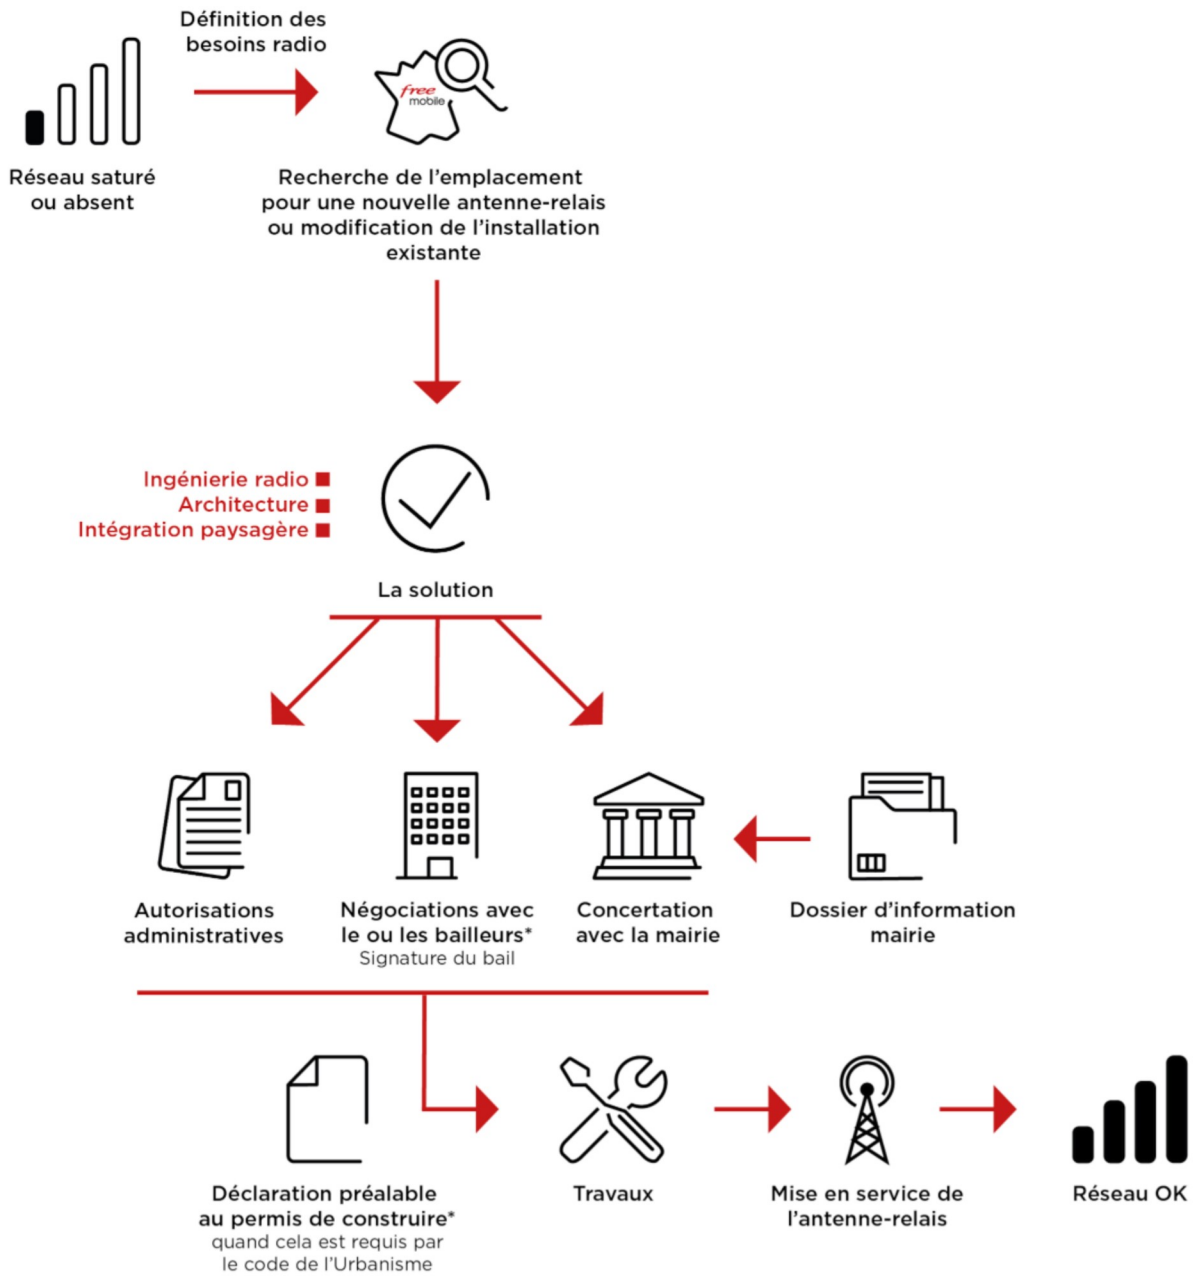 Définition des
besoins radio
free
mobile
Réseau saturé
ou absent
Recherche de l'emplacement
pour une nouvelle antenne-relais
ou modification de l'installation
existante
Ingénierie radio
Architecture
Intégration paysagère
La solution
Autorisations
administratives
Négociations avec
le ou les bailleurs*
Signature du bail
Concertation
avec la mairie
Dossier d'information
mairie
Déclaration préalable
au permis de construire*
quand cela est requis par
le code de l'Urbanisme
Travaux
Mise en service de
l'antenne-relais
Réseau OK